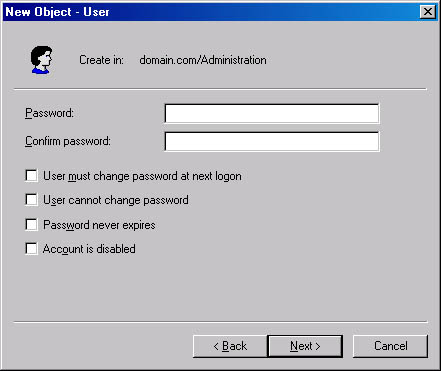 New Object - User
Create in: domain.com/Administration
Password:
Confirm password:
User must change password at next logon
User cannot change password
Password never expires
Account is disabled
< Back Next > Cancel